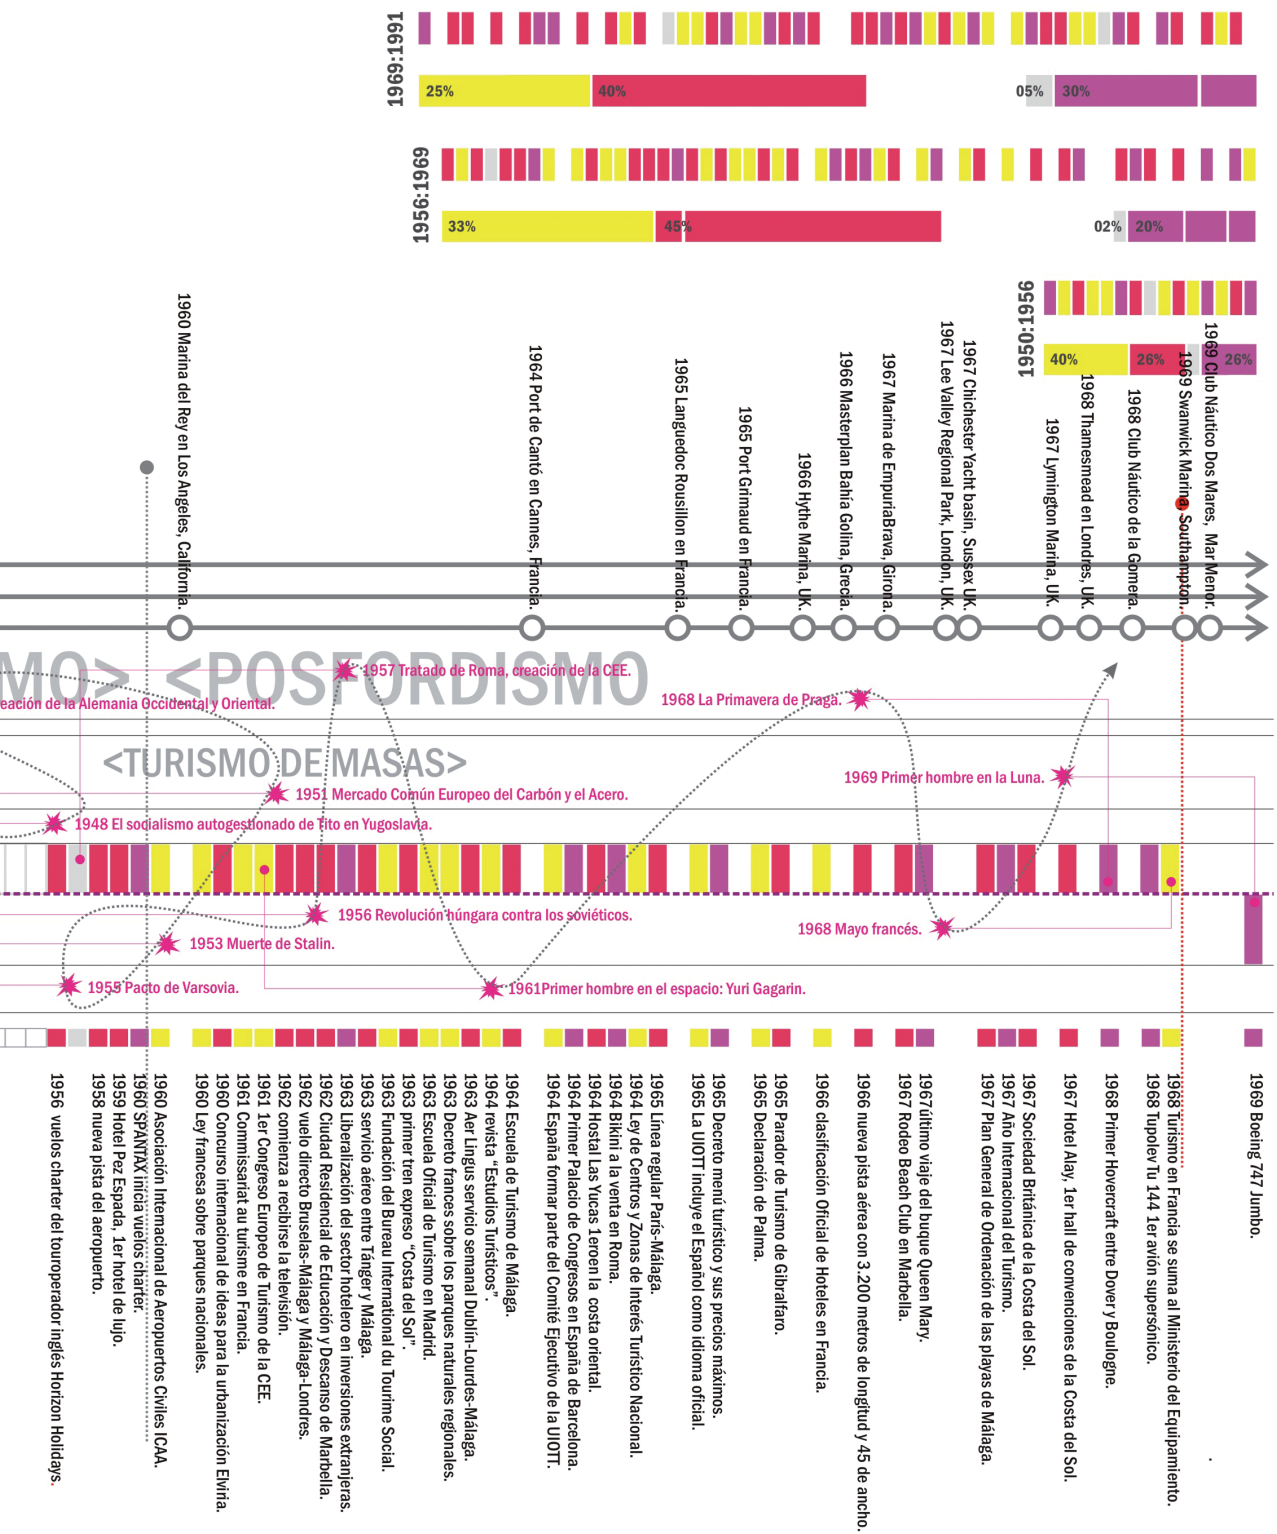 1969:1991
25%
40%
05%
30%
1956:1969
33%
45%
02%
20%
1950:1956
40%
26%
26%
1960 Marina del Rey en Los Angeles, California.
1964 Port de Cantó en Cannes, Francia.
1965 Languedoc Rousillon en Francia.
1965 Port Grimaud en Francia.
1966 Hythe Marina, UK.
1966 Masterplan Bahía Golina, Grecia.
1967 Marina de EmpuriaBrava, Girona.
1967 Lee Valley Regional Park, London, UK.
1967 Chichester Yacht basin, Sussex UK.
1967 Lymington Marina, UK.
1968 Thamesmead en Londres, UK.
1968 Club Náutico de la Gomera.
1969 Swanwick Marina, Southampton.
1969 Club Náutico Dos Mares, Mar Menor.
MO> <POSFORDISMO
1957 Tratado de Roma, creación de la CEE.
eación de la Alemania Occidental y Oriental.
1968 La Primavera de Praga.
<TURISMO DE MASAS>
1969 Primer hombre en la Luna.
1951 Mercado Común Europeo del Carbón y el Acero.
1948 El socialismo autogestionado de Tito en Yugoslavia.
1956 Revolución húngara contra los soviéticos.
1968 Mayo francés.
1953 Muerte de Stalin.
1955 Pacto de Varsovia.
1961Primer hombre en el espacio: Yuri Gagarin.
1956 vuelos charter del touroperador inglés Horizon Holidays.
1958 nueva pista del aeropuerto.
1959 Hotel Pez Espada, 1er hotel de lujo.
1960 SPANTAX inicia vuelos charter.
1960 Asociación Internacional de Aeropuertos Civiles ICAA.
1960 Ley francesa sobre parques nacionales.
1960 Concurso internacional de ideas para la urbanización Elviria.
1961 Commissariat au turisme en Francia.
1961 1er Congreso Europeo de Turismo de la CEE.
1962 comienza a recibirse la televisión.
1962 vuelo directo Bruselas-Málaga y Málaga-Londres.
1962 Ciudad Residencial de Educación y Descanso de Marbella.
1963 Liberalización del sector hotelero en inversiones extranjeras.
1963 servicio aéreo entre Tánger y Málaga.
1963 Fundación del Bureau International du Tourime Social.
1963 primer tren expreso "Costa del Sol".
1963 Escuela Oficial de Turismo en Madrid.
1963 Decreto frances sobre los parques naturales regionales.
1963 Aer Lingus servicio semanal Dublín-Lourdes-Málaga.
1964 revista "Estudios Turísticos".
1964 Escuela de Turismo de Málaga.
1964 España formar parte del Comité Ejecutivo de la UIOTT.
1964 Primer Palacio de Congresos en España de Barcelona.
1964 Hostal Las Yucas 1eroen la costa oriental.
1964 Bikini a la venta en Roma.
1964 Ley de Centros y Zonas de Interés Turístico Nacional.
1965 Línea regular París-Málaga.
1965 La UIOTT incluye el Español como idioma oficial.
1965 Decreto menú turístico y sus precios máximos.
1965 Declaración de Palma.
1965 Parador de Turismo de Gibralfaro.
1966 clasificación Oficial de Hoteles en Francia.
1966 nueva pista aérea con 3.200 metros de longitud y 45 de ancho.
1967 Rodeo Beach Club en Marbella.
1967último viaje del buque Queen Mary.
1967 Plan General de Ordenación de las playas de Málaga.
1967 Año Internacional del Turismo.
1967 Sociedad Británica de la Costa del Sol.
1967 Hotel Alay, 1er hall de convenciones de la Costa del Sol.
1968 Primer Hovercraft entre Dover y Boulogne.
1968 Tupolev Tu 144 1er avión supersónico.
1968 Turismo en Francia se suma al Ministerio del Equipamiento.
1969 Boeing 747 Jumbo.